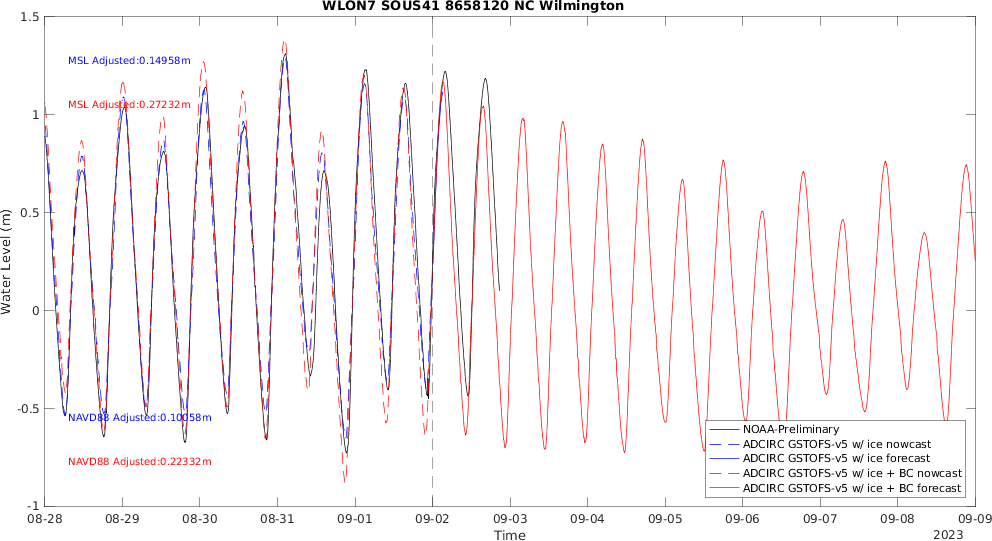 WLON7 SOUS41 8658120 NC Wilmington
1.5
1
0.5
0
-0.5
-1
Water Level (m)
MSL Adjusted:0.14958m
MSL Adjusted:0.27232m
NAVD88 Adjusted:0.10058m
NAVD88 Adjusted:0.22332m
NOAA-Preliminary
ADCIRC GSTOFS-v5 w/ ice nowcast
ADCIRC GSTOFS-v5 w/ ice forecast
ADCIRC GSTOFS-v5 w/ ice + BC nowcast
ADCIRC GSTOFS-v5 w/ ice + BC forecast
08-28 08-29 08-30 08-31 09-01 09-02 09-03 09-04 09-05 09-06 09-07 09-08 09-09
Time
2023